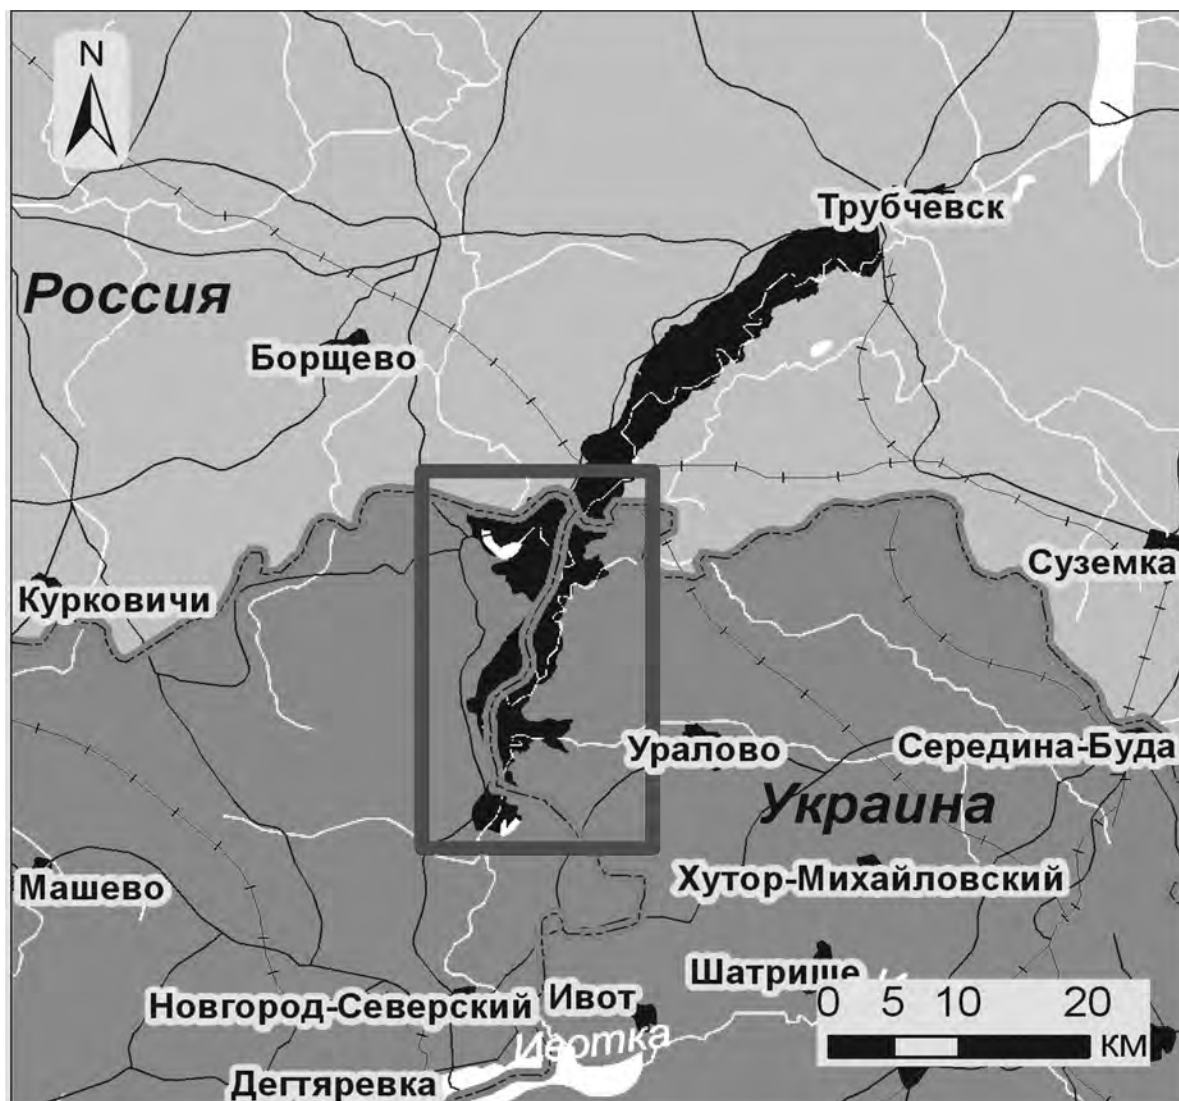 N
Трубчевск
Россия
Борщево
Суземка
Курковичи
Уралово
Середина-Буда
Украина
Машево
Хутор-Михайловский
Шатрище
Новгород-Северский
Ивот
0 5 10 20
км
Ивотка
Дегтяревка